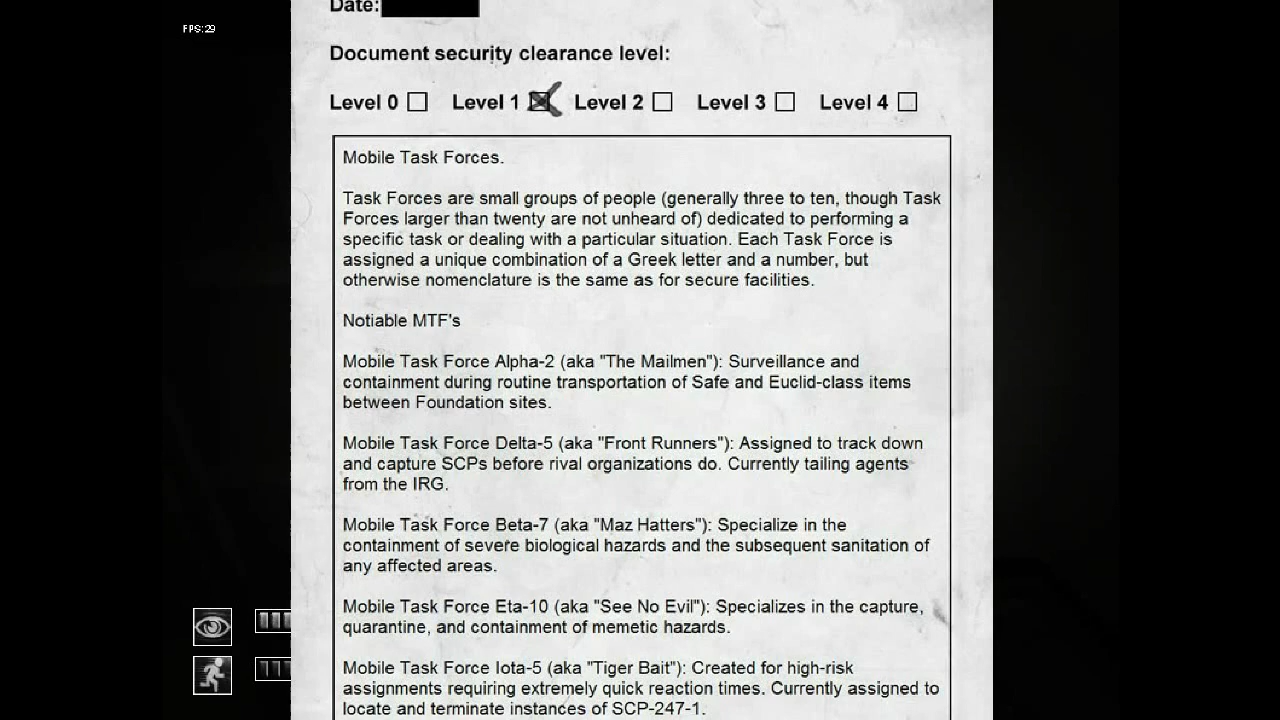 Date:
FPS:29
Document security clearance level:
Level 0 Level 1 Level 2 Level 3 Level 4
Mobile Task Forces.
Task Forces are small groups of people (generally three to ten, though Task
Forces larger than twenty are not unheard of) dedicated to performing a
specific task or dealing with a particular situation. Each Task Force is
assigned a unique combination of a Greek letter and a number, but
otherwise nomenclature is the same as for secure facilities.
Notiable MTF's
Mobile Task Force Alpha-2 (aka "The Mailmen"): Surveillance and
containment during routine transportation of Safe and Euclid-class items
between Foundation sites.
Mobile Task Force Delta-5 (aka "Front Runners"): Assigned to track down
and capture SCPs before rival organizations do. Currently tailing agents
from the IRG.
Mobile Task Force Beta-7 (aka "Maz Hatters"): Specialize in the
containment of severe biological hazards and the subsequent sanitation of
any affected areas.
Mobile Task Force Eta-10 (aka "See No Evil"): Specializes in the capture,
quarantine, and containment of memetic hazards.
Mobile Task Force Iota-5 (aka "Tiger Bait"): Created for high-risk
assignments requiring extremely quick reaction times. Currently assigned to
locate and terminate instances of SCP-247-1.